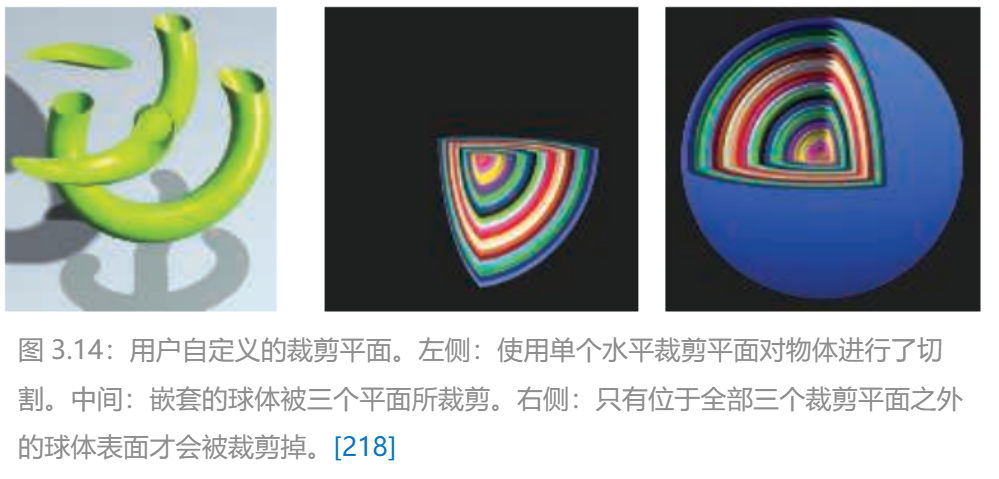 图 3.14：用户自定义的裁剪平面。左侧：使用单个水平裁剪平面对物体进行了切
割。中间：嵌套的球体被三个平面所裁剪。右侧：只有位于全部三个裁剪平面之外
的球体表面才会被裁剪掉。[218]